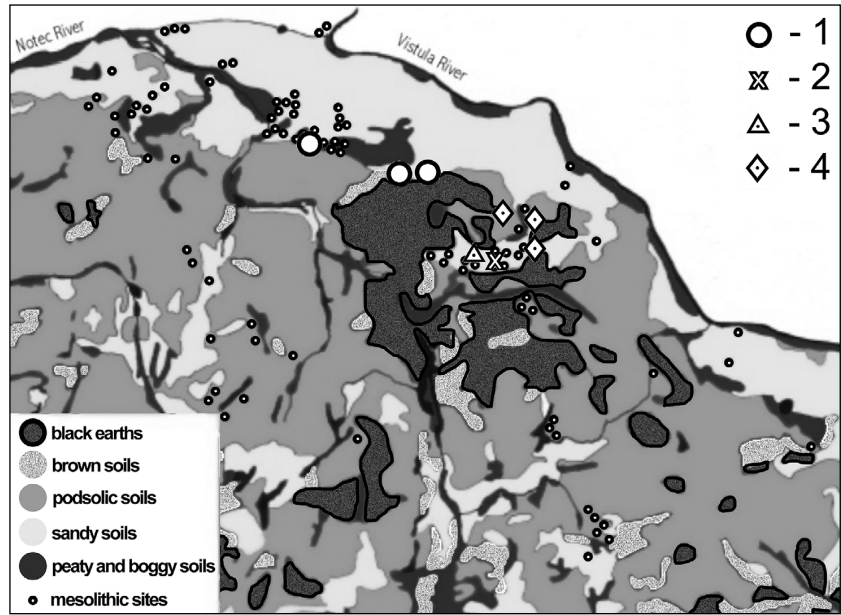 Notec River
Vistula River
- 1
- 2
- 3
- 4
black earths
brown soils
podsolic soils
sandy soils
peaty and boggy soils
mesolithic sites